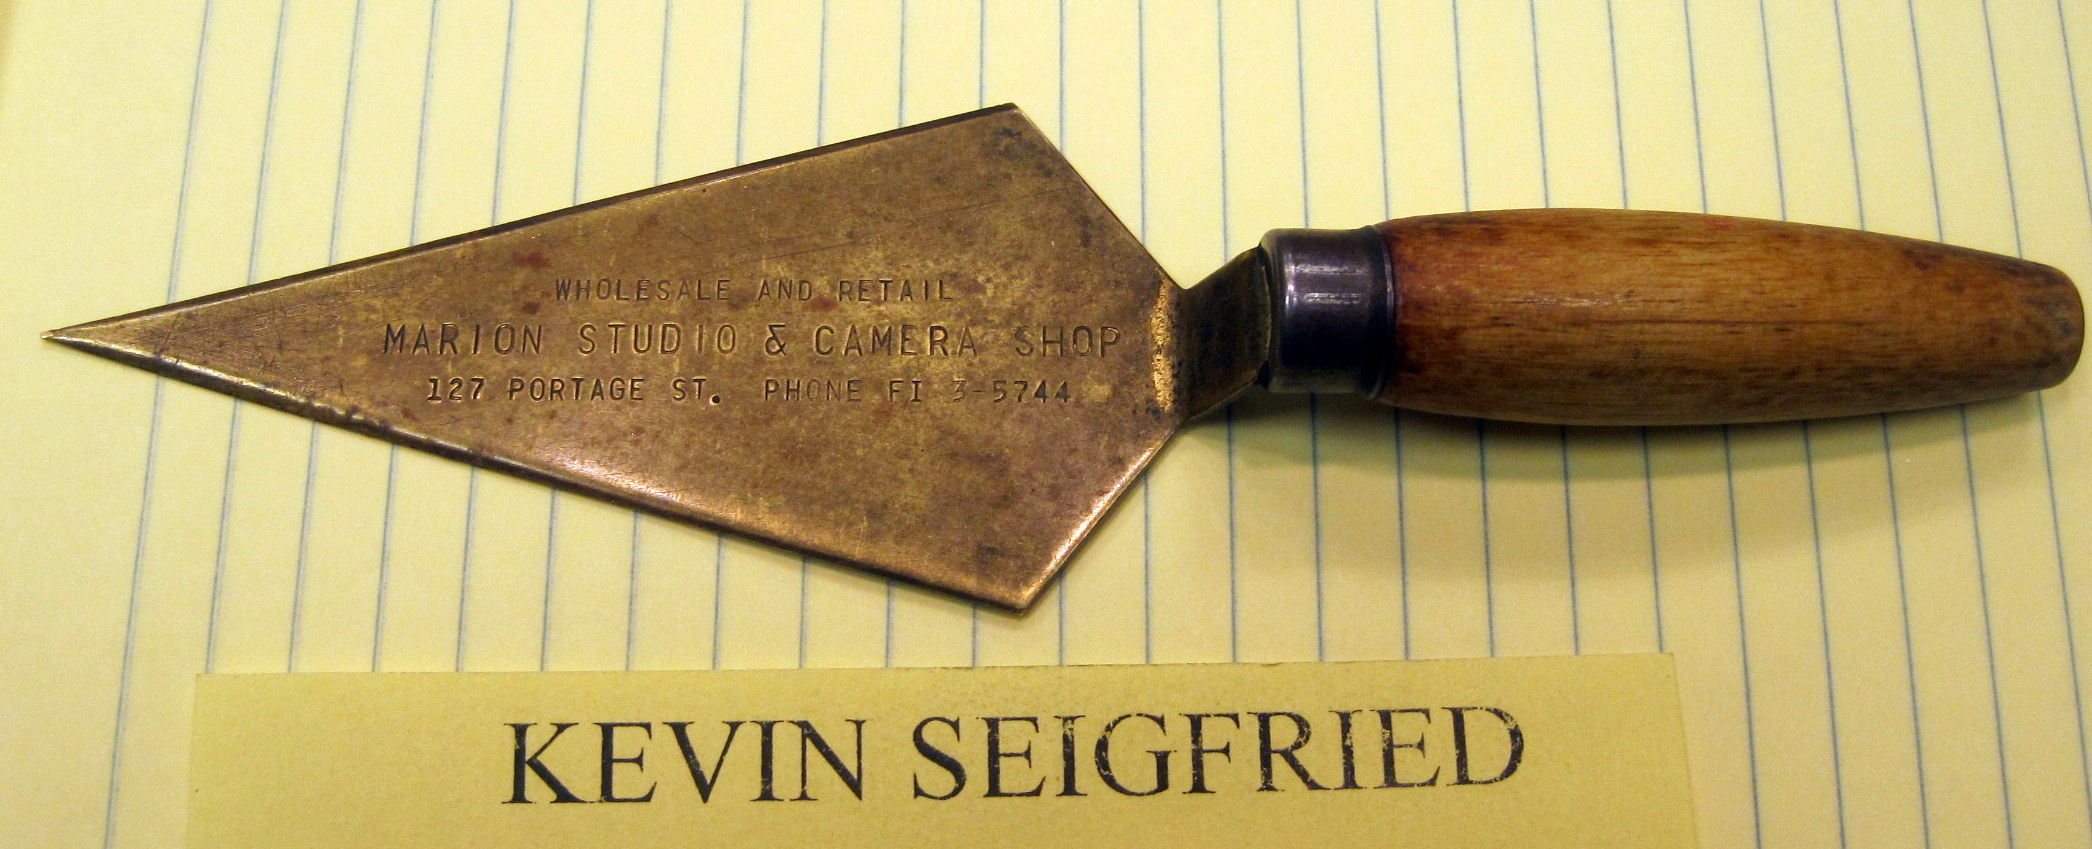 WHOLESALE AND RETAIL
MARION STUDIO & CAMERA SHOP
127 PORTAGE ST. PHONE FI 3-5744
KEVIN SEIGFRIED